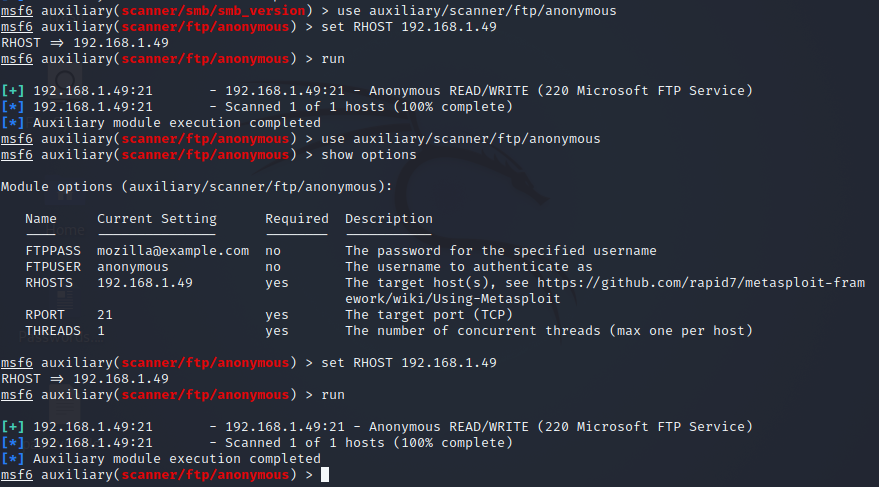 msf6 auxiliary(scanner/smb/smb_version) > use auxiliary/scanner/ftp/anonymous
msf6 auxiliary(scanner/ftp/anonymous) > set RHOST 192.168.1.49
RHOST => 192.168.1.49
msf6 auxiliary(scanner/ftp/anonymous) > run
[+] 192.168.1.49:21 - 192.168.1.49:21 - Anonymous READ/WRITE (220 Microsoft FTP Service)
[*] 192.168.1.49:21 - Scanned 1 of 1 hosts (100% complete)
[*] Auxiliary module execution completed
msf6 auxiliary(scanner/ftp/anonymous) > use auxiliary/scanner/ftp/anonymous
msf6 auxiliary(scanner/ftp/anonymous) > show options
Module options (auxiliary/scanner/ftp/anonymous):
Name Current Setting Required Description
FTPPASS mozilla@example.com no The password for the specified username
FTPUSER anonymous no The username to authenticate as
RHOSTS 192.168.1.49 yes The target host(s), see https://github.com/rapid7/metasploit-fram
ework/wiki/Using-Metasploit
RPORT 21 yes The target port (TCP)
THREADS 1 yes The number of concurrent threads (max one per host)
msf6 auxiliary(scanner/ftp/anonymous) > set RHOST 192.168.1.49
RHOST => 192.168.1.49
msf6 auxiliary(scanner/ftp/anonymous) > run
[+] 192.168.1.49:21 - 192.168.1.49:21 - Anonymous READ/WRITE (220 Microsoft FTP Service)
[*] 192.168.1.49:21 - Scanned 1 of 1 hosts (100% complete)
[*] Auxiliary module execution completed
msf6 auxiliary(scanner/ftp/anonymous) >